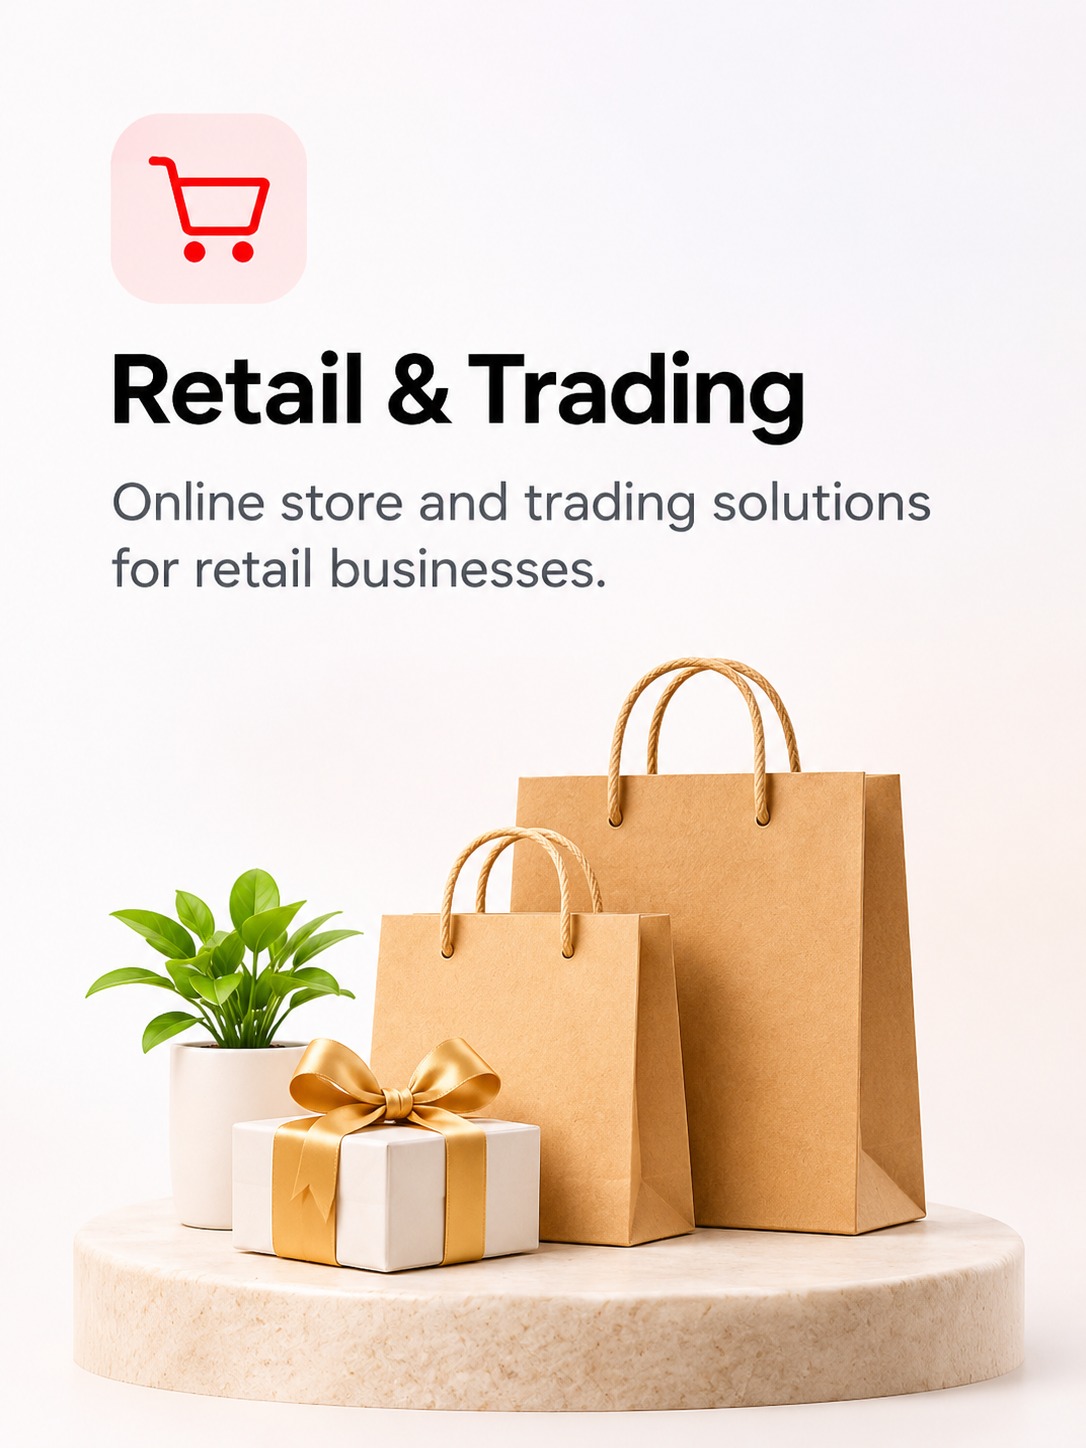 Retail & Trading
Online store and trading solutions
for retail businesses.